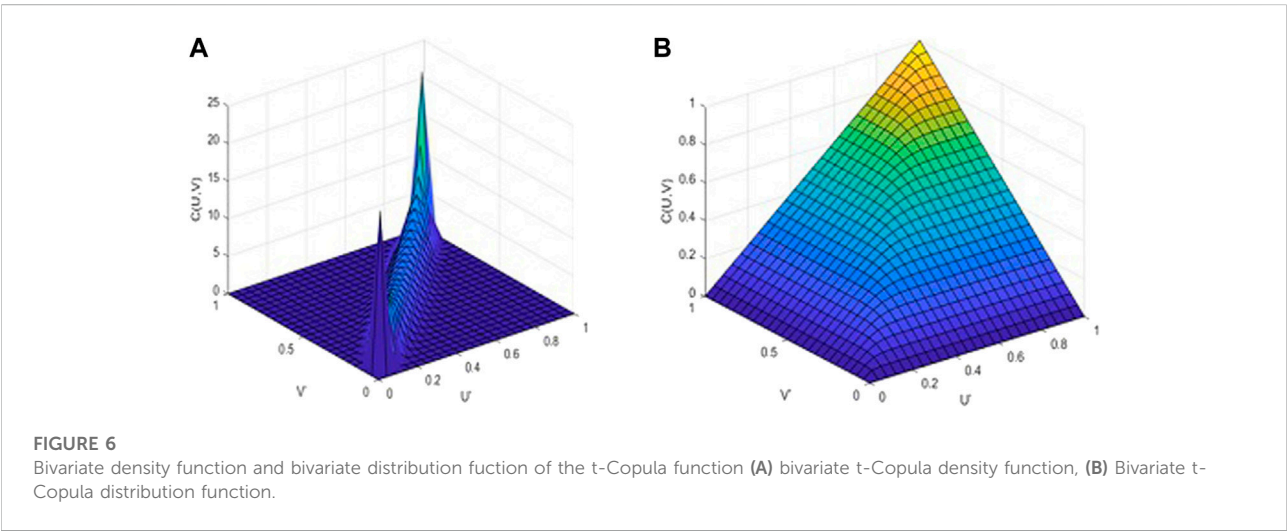 A
B
25
20
15
10
5
0
C(U,V)
1
0.5
0
V
0
0.2
0.4
0.6
0.8
1
U
1
0.8
0.6
0.4
0.2
0
C(U,V)
1
0.5
0
V
0
0.2
0.4
0.6
0.8
1
U
FIGURE 6
Bivariate density function and bivariate distribution fuction of the t-Copula function (A) bivariate t-Copula density function, (B) Bivariate t-
Copula distribution function.